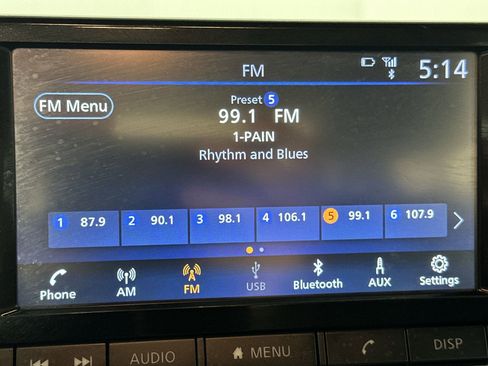 FM
5:14
FM Menu
Preset 5
99.1 FM
1-PAIN
Rhythm and Blues
1 87.9 2 90.1 3 98.1 4 106.1 5 99.1 6 107.9
Phone AM FM USB Bluetooth AUX Settings
AUDIO MENU DISP